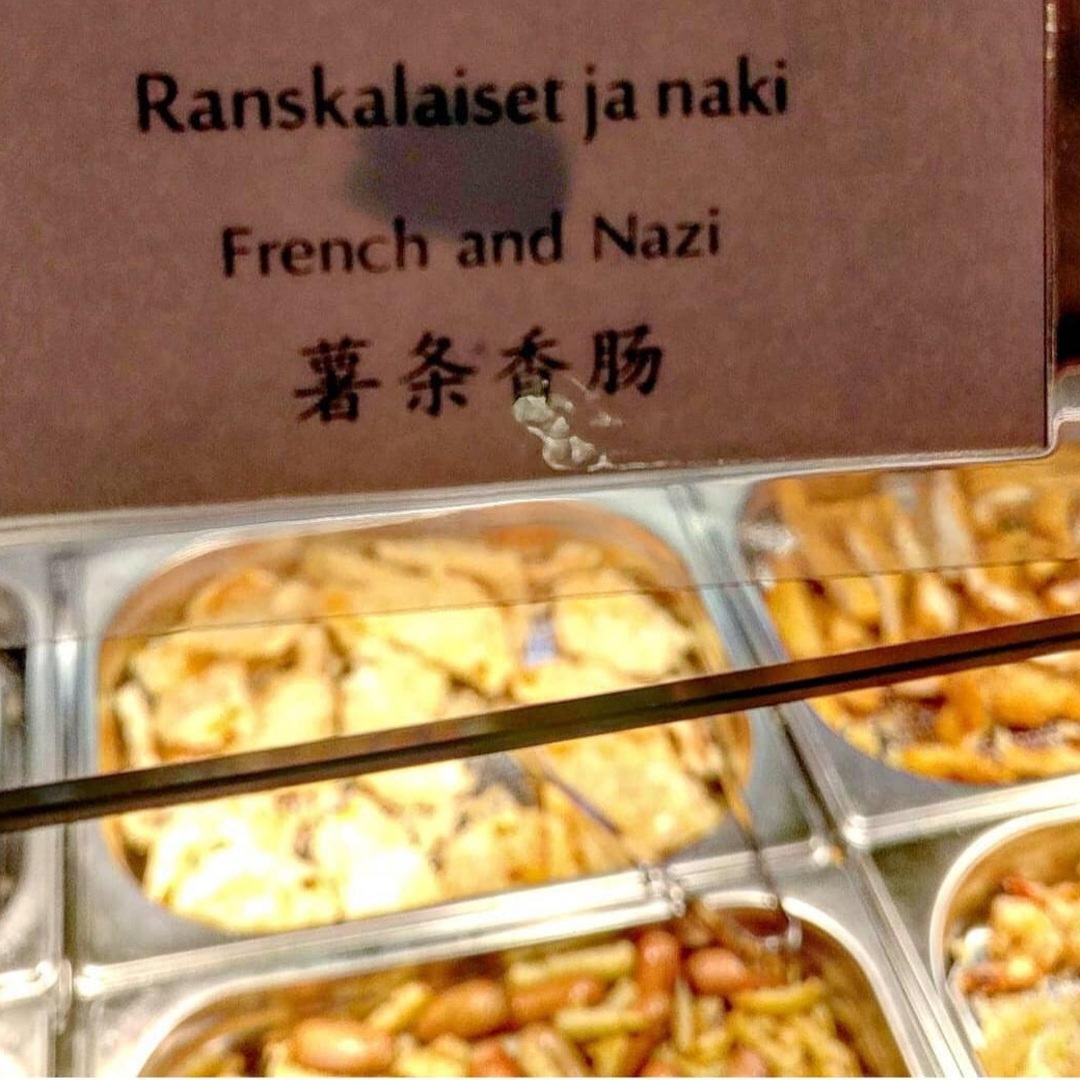 Ranskalaiset ja naki
French and Nazi
薯条香肠